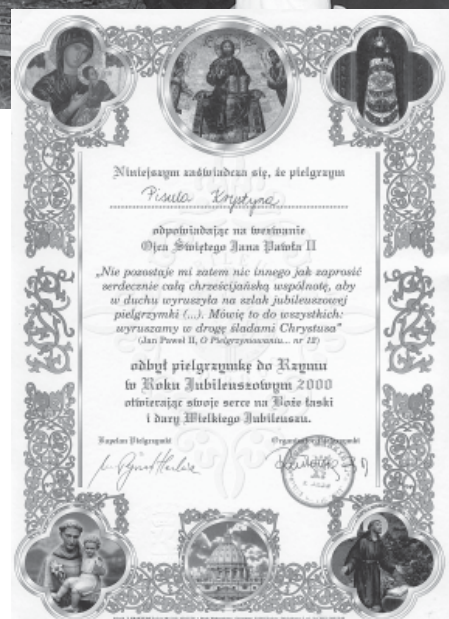 Niniejszym zaświadcza się, że pielgrzym
Pisula Krystyna
odpowiadając na wezwanie
Ojca Świętego Jana Pawła II
„Nie pozostaje mi zatem nic innego jak zaprosić
serdecznie całą chrześcijańską wspólnotę, aby
w duchu wyruszyła na szlak jubileuszowej
pielgrzymki (...). Mówię to do wszystkich:
wyruszamy w drogę śladami Chrystusa”
(Jan Paweł II, O Pielgrzymowaniu... nr 12)
odbył pielgrzymkę do Rzymu
w Roku Jubileuszowym 2000
otwierając swoje serce na Boże łaski
i dary Wielkiego Jubileuszu.
Kapelan Pielgrzymki Organizator Pielgrzymki